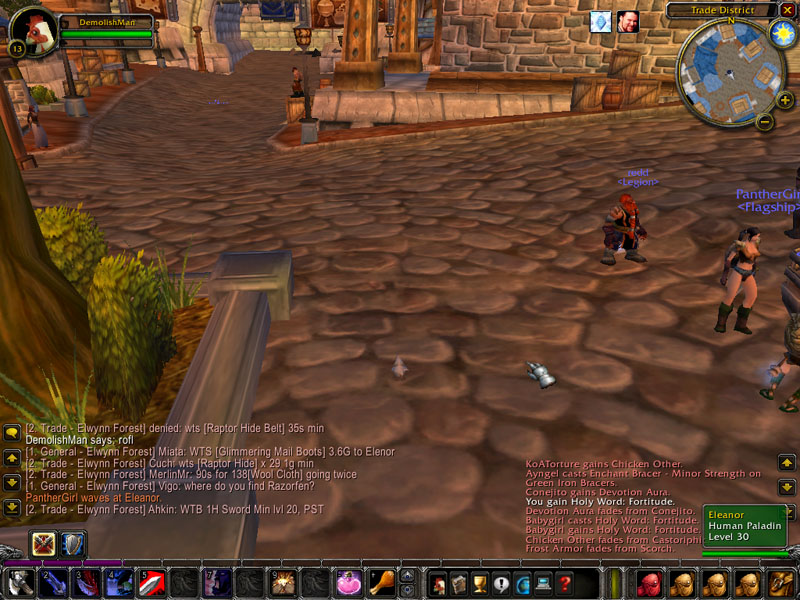 DemolishMan
13
Trade District
N
redd
<Legion>
PantherGirl
<Flagship>
[2. Trade - Elwynn Forest] denied: wts [Raptor Hide Belt] 35s min
DemolishMan says: rofl
[1. General - Elwynn Forest] Miata: WTS [Glimmering Mail Boots] 3.6G to Elenor
[2. Trade - Elwynn Forest] Cuchi: wts [Raptor Hide] x 29.1g min
[2. Trade - Elwynn Forest] MerlinMr: 90s for 138[Wool Cloth] going twice
[1. General - Elwynn Forest] Vigo: where do you find Razorfen?
PantherGirl waves at Eleanor.
[2. Trade - Elwynn Forest] Ahkin: WTB 1H Sword Min lvl 20, PST
KoATorture gains Chicken Other.
Ayngel casts Enchant Bracer - Minor Strength on
Green Iron Bracers.
Conejito gains Devotion Aura.
You gain Holy Word: Fortitude.
Devotion Aura fades from Conejito.
Babygirl casts Holy Word: Fortitude.
Babygirl gains Holy Word: Fortitude.
Chicken Other fades from Castoriphi
Frost Armor fades from Scorch.
Eleanor
Human Paladin
Level 30